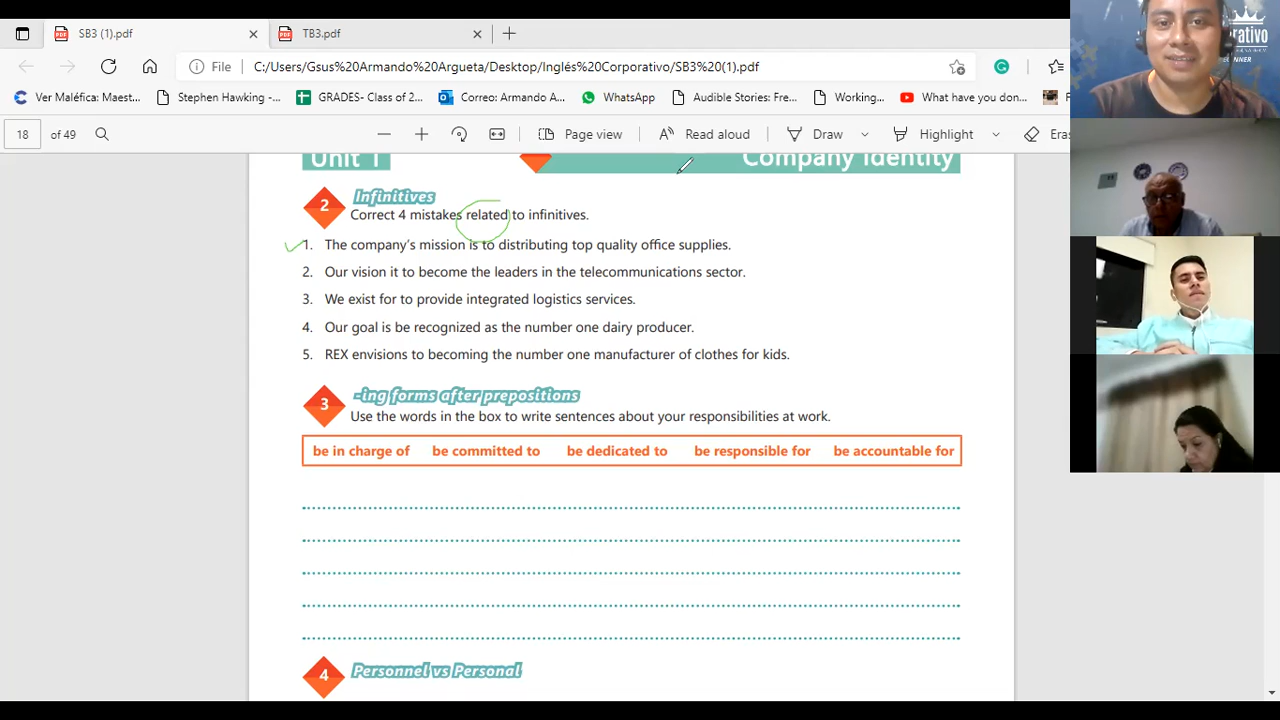 SB3 (1).pdf
TB3.pdf
File
C:/Users/Gsus%20Armando%20Argueta/Desktop/Ingles%20Corporativo/SB3%20(1).pdf
Ver Maléfica: Maest...
Stephen Hawking -...
GRADES- Class of 2...
Correo: Armando A...
WhatsApp
Audible Stories: Fre...
Working...
What have you don...
18 of 49
Page view
Read aloud
Draw
Highlight
Unit 1
Company Identity
2
Infinitives
Correct 4 mistakes related to infinitives.
1. The company's mission is to distributing top quality office supplies.
2. Our vision it to become the leaders in the telecommunications sector.
3. We exist for to provide integrated logistics services.
4. Our goal is be recognized as the number one dairy producer.
5. REX envisions to becoming the number one manufacturer of clothes for kids.
3
-ing forms after prepositions
Use the words in the box to write sentences about your responsibilities at work.
be in charge of be committed to be dedicated to be responsible for be accountable for
4
Personnel vs Personal